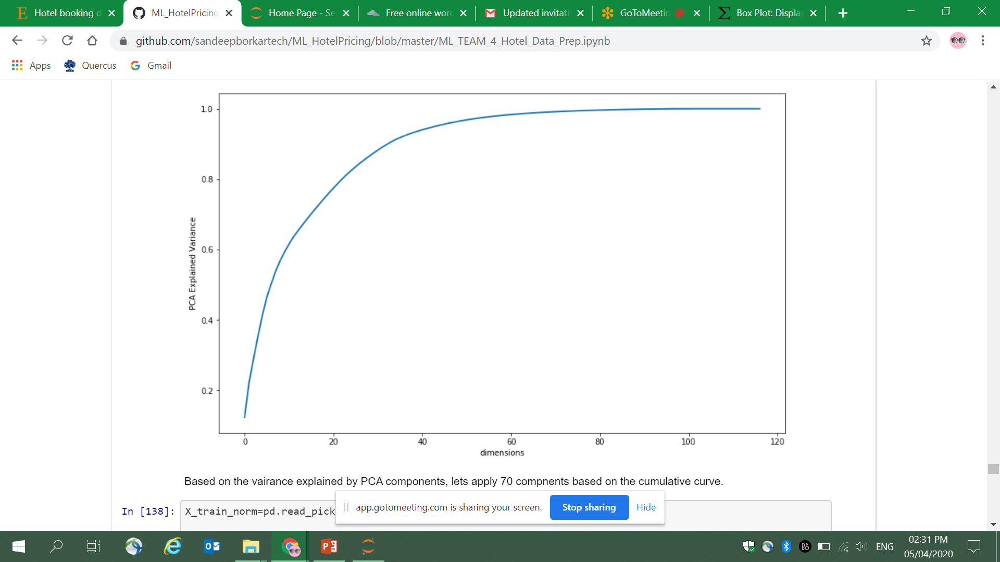 Hotel booking d
ML_HotelPricing
Home Page - Se
Free online word
Updated invitati
GoToMeetin
Box Plot: Display
github.com/sandeepborkartech/ML_HotelPricing/blob/master/ML_TEAM_4_Hotel_Data_Prep.ipynb
Apps
Quercus
Gmail
1.0
0.8
0.6
0.4
0.2
PCA Explained Variance
0 20 40 60 80 100 120
dimensions
Based on the vairance explained by PCA components, lets apply 70 compnents based on the cumulative curve.
In [138]: X_train_norm=pd.read_pick
app.gotomeeting.com is sharing your screen. Stop sharing Hide
ENG
02:31 PM
05/04/2020